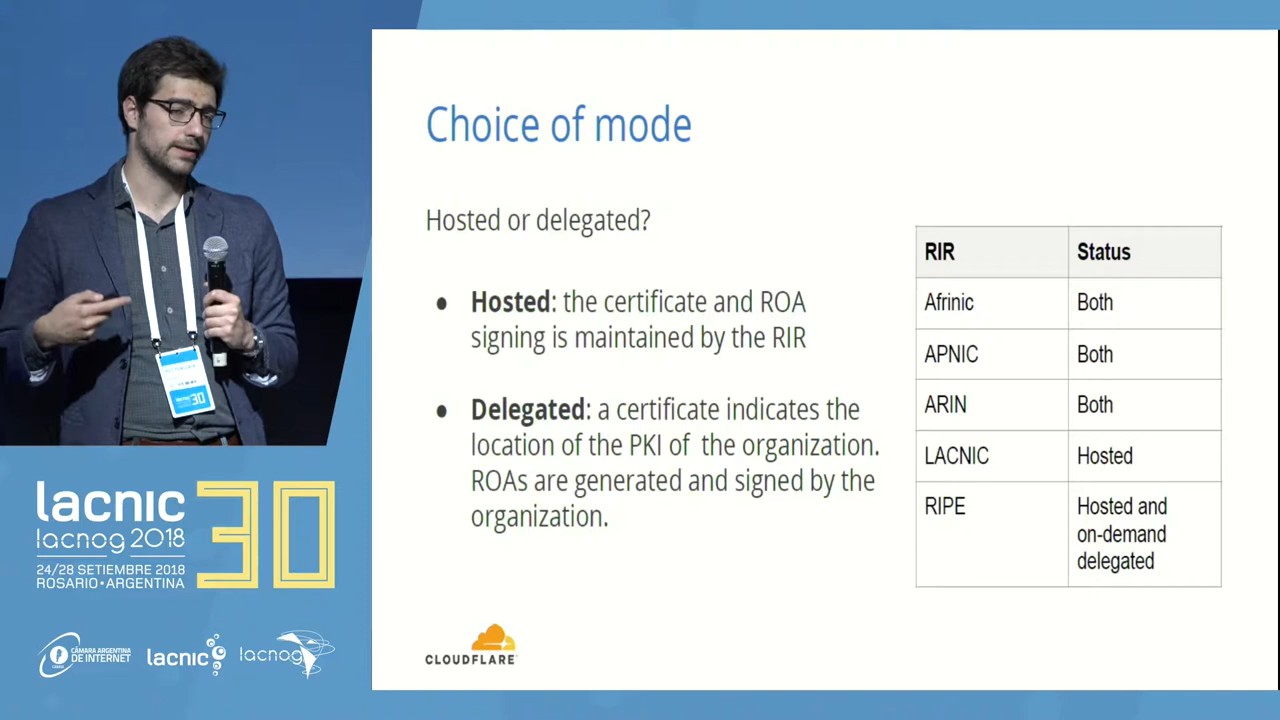 Choice of mode
Hosted or delegated?
● Hosted: the certificate and ROA
signing is maintained by the RIR
● Delegated: a certificate indicates the
location of the PKI of the organization.
ROAs are generated and signed by the
organization.
RIR Status
Afrinic Both
APNIC Both
ARIN Both
LACNIC Hosted
RIPE Hosted and
on-demand
delegated
CLOUDFLARE
30
lacnic 30
lacnog 2018
24/28 SETIEMBRE 2018
ROSARIO•ARGENTINA
CÁMARA ARGENTINA
DE INTERNET
lacnic
lacnog